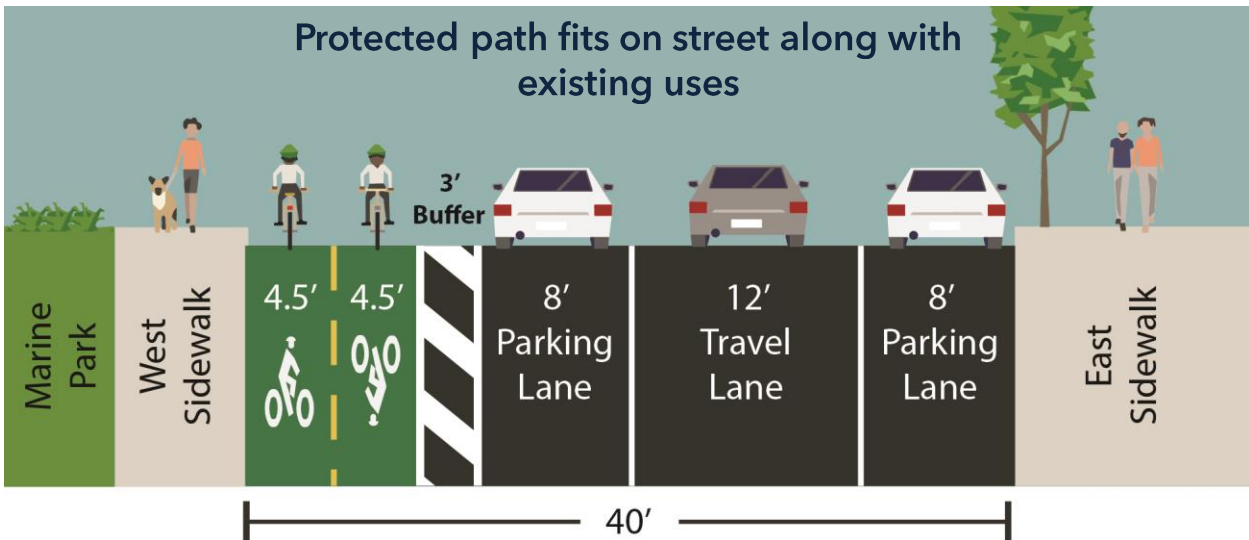 Protected path fits on street along with
existing uses
3’
Buffer
4.5’
4.5’
8’
Parking
Lane
12’
Travel
Lane
8’
Parking
Lane
Marine
Park
West
Sidewalk
East
Sidewalk
40’